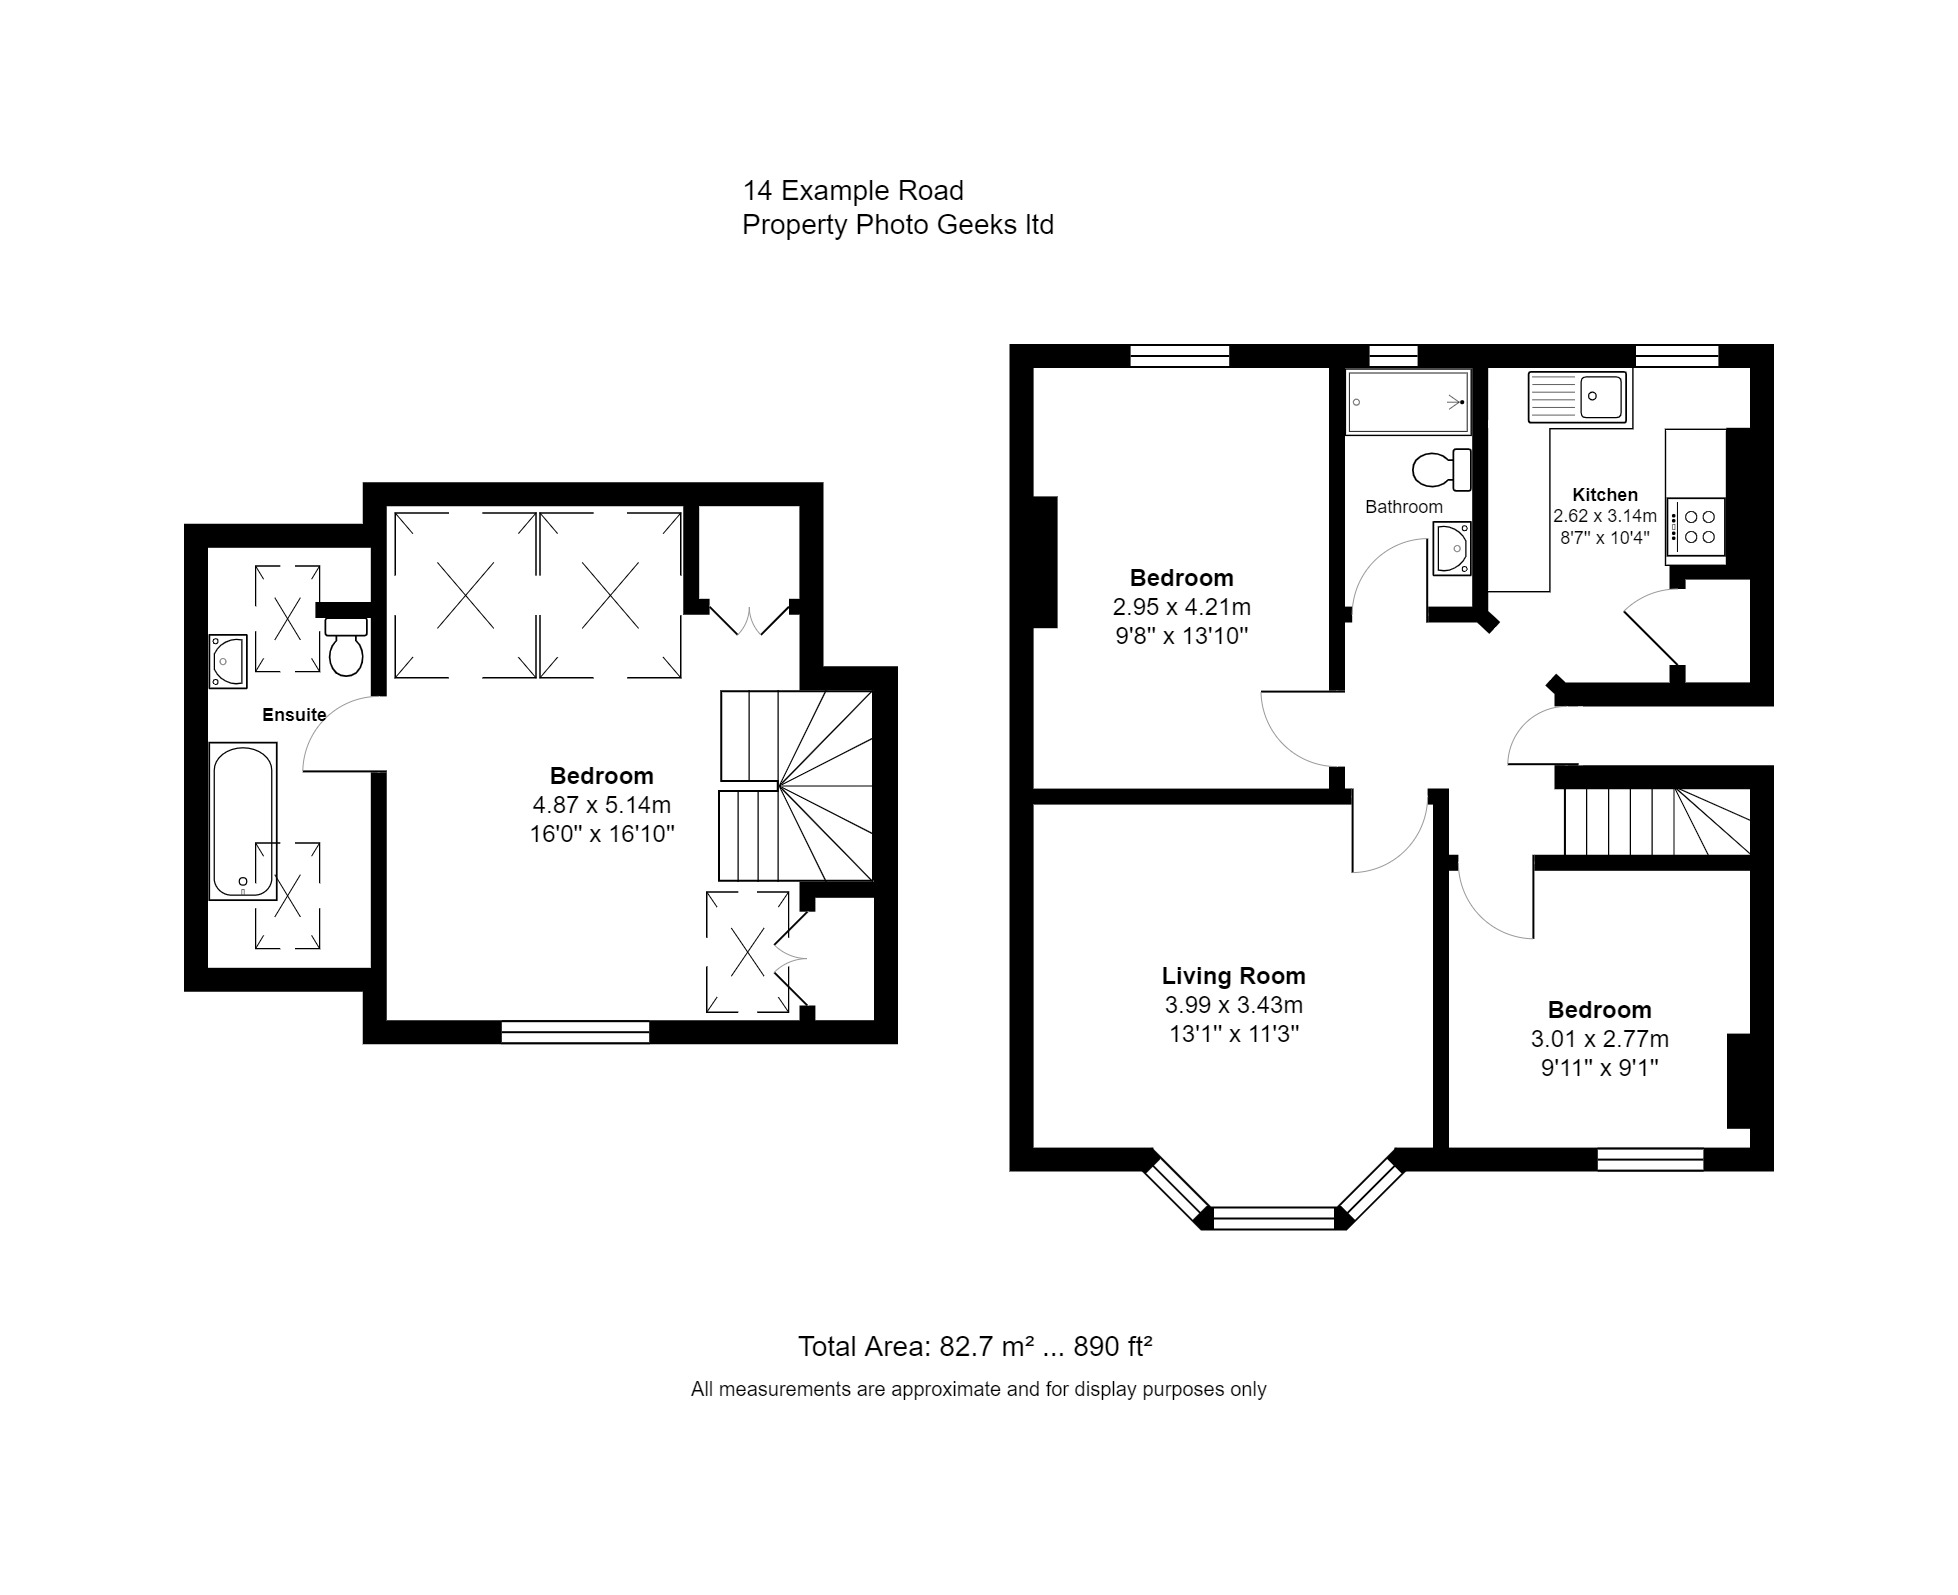 14 Example Road
Property Photo Geeks ltd
Ensuite
Bedroom
4.87 x 5.14m
16'0" x 16'10"
Bedroom
2.95 x 4.21m
9'8" x 13'10"
Bathroom
Kitchen
2.62 x 3.14m
8'7" x 10'4"
Living Room
3.99 x 3.43m
13'1" x 11'3"
Bedroom
3.01 x 2.77m
9'11" x 9'1"
Total Area: 82.7 m² ... 890 ft²
All measurements are approximate and for display purposes only